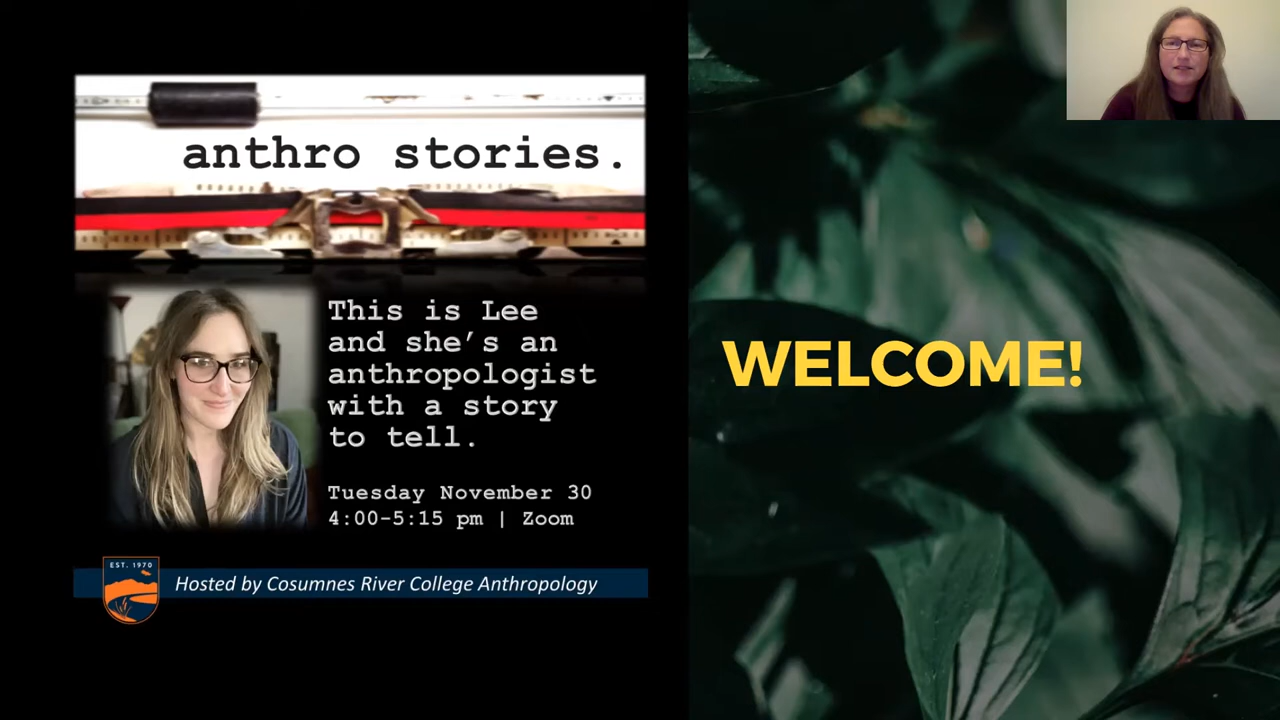 anthro stories.
This is Lee
and she's an
anthropologist
with a story
to tell.
Tuesday November 30
4:00-5:15 pm | Zoom
EST. 1970
Hosted by Cosumnes River College Anthropology
WELCOME!